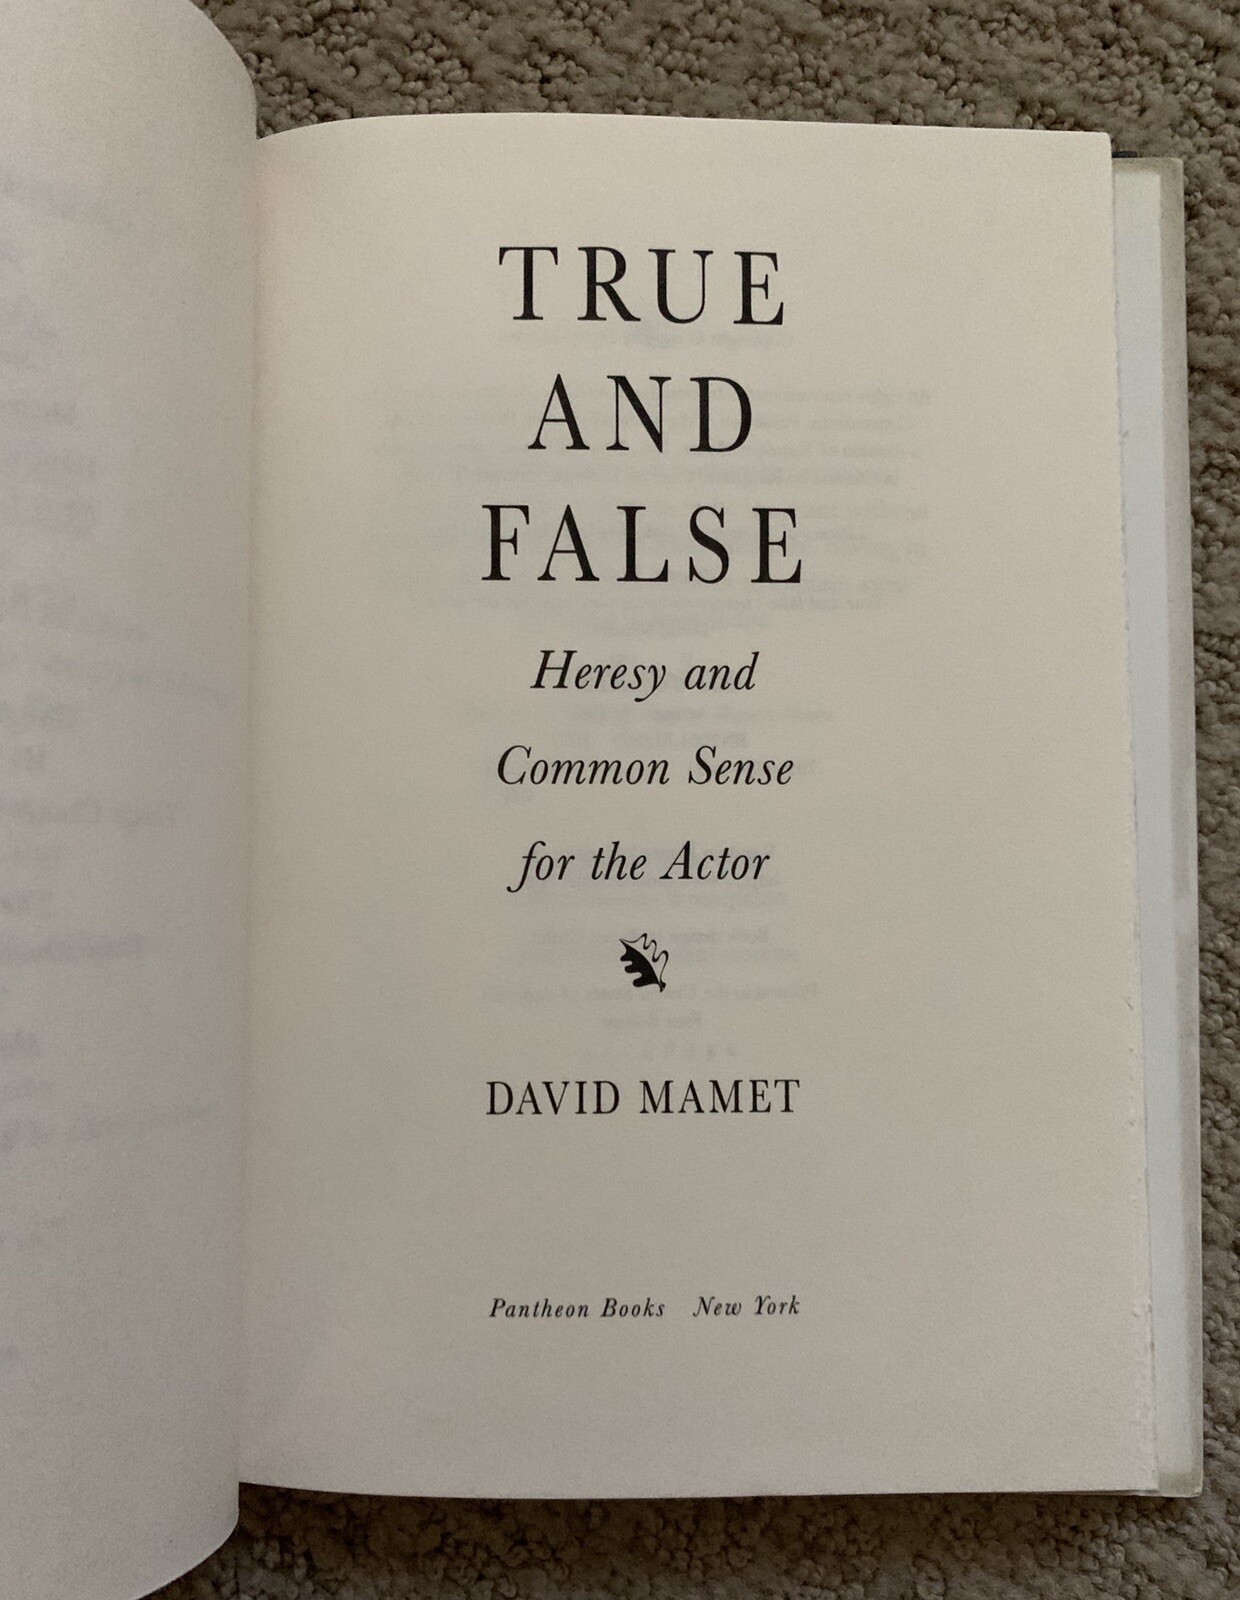 TRUE
AND
FALSE
Heresy and
Common Sense
for the Actor
DAVID MAMET
Pantheon Books New York